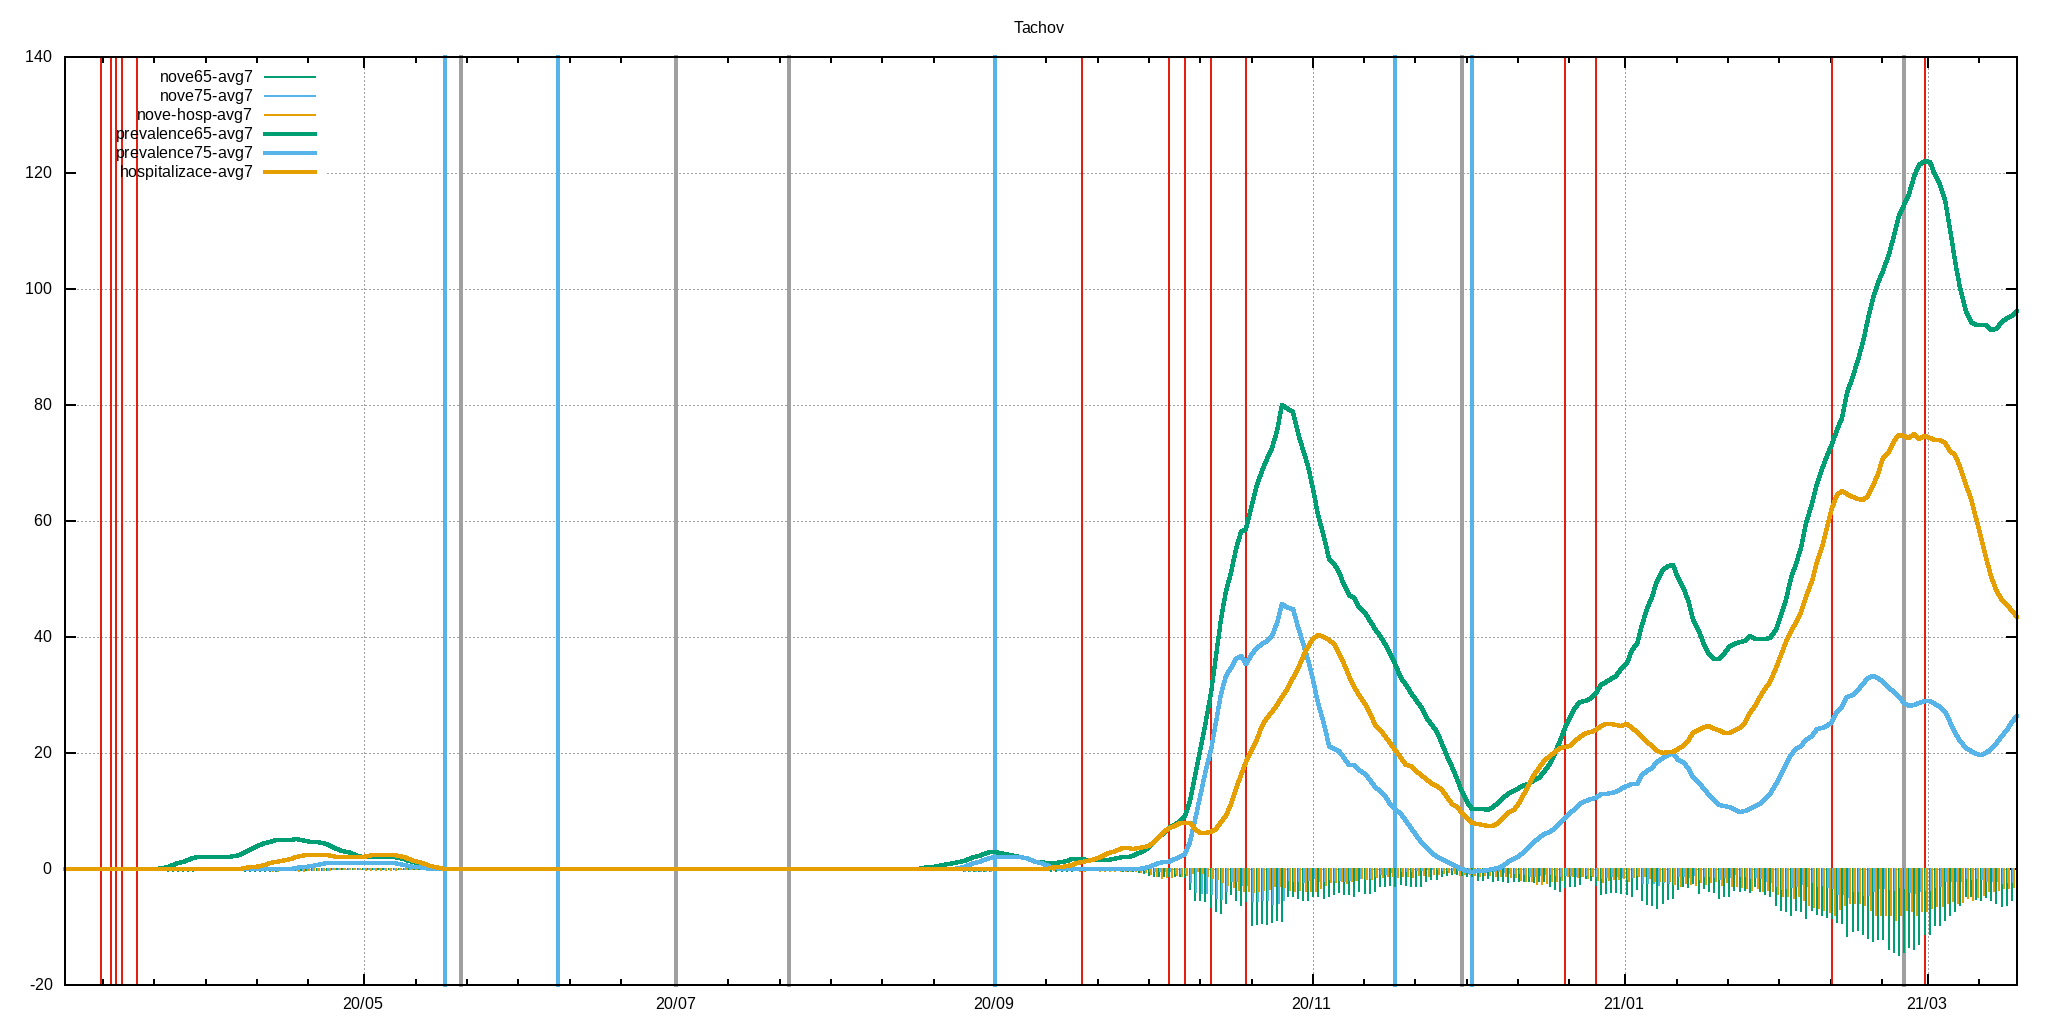 Tachov
140
120
100
80
60
40
20
0
-20
nove65-avg7
nove75-avg7
nove-hosp-avg7
prevalence65-avg7
prevalence75-avg7
hospitalizace-avg7
20/05 20/07 20/09 20/11 21/01 21/03